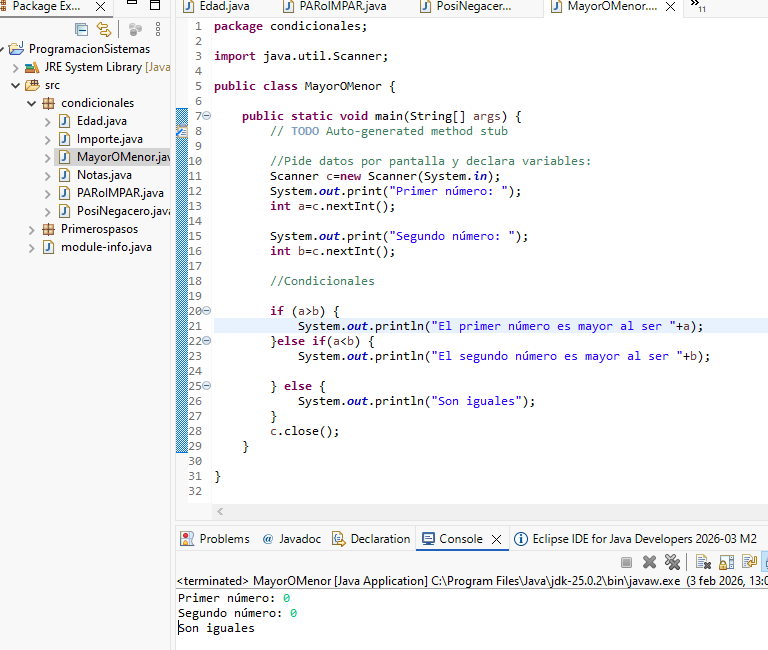 Package Ex...
ProgramacionSistemas
JRE System Library [Java
src
condicionales
Edad.java
Importe.java
MayorOMenor.jav
Notas.java
PARoIMPAR.java
PosiNegacero.java
Primerospasos
module-info.java
Edad.java
PARoIMPAR.java
PosiNegacer...
MayorOMenor....
»11
1 package condicionales;
2
3 import java.util.Scanner;
4
5 public class MayorOMenor {
6
7 public static void main(String[] args) {
8 // TODO Auto-generated method stub
9
10 //Pide datos por pantalla y declara variables:
11 Scanner c=new Scanner(System.in);
12 System.out.print("Primer número: ");
13 int a=c.nextInt();
14
15 System.out.print("Segundo número: ");
16 int b=c.nextInt();
17
18 //Condicionales
19
20 if (a>b) {
21 System.out.println("El primer número es mayor al ser "+a);
22 }else if(a<b) {
23 System.out.println("El segundo número es mayor al ser "+b);
24
25 } else {
26 System.out.println("Son iguales");
27 }
28 c.close();
29 }
30
31 }
32
Problems
Javadoc
Declaration
Console
Eclipse IDE for Java Developers 2026-03 M2
<terminated> MayorOMenor [Java Application] C:\Program Files\Java\jdk-25.0.2\bin\javaw.exe (3 feb 2026, 13:0
Primer número: 0
Segundo número: 0
Son iguales